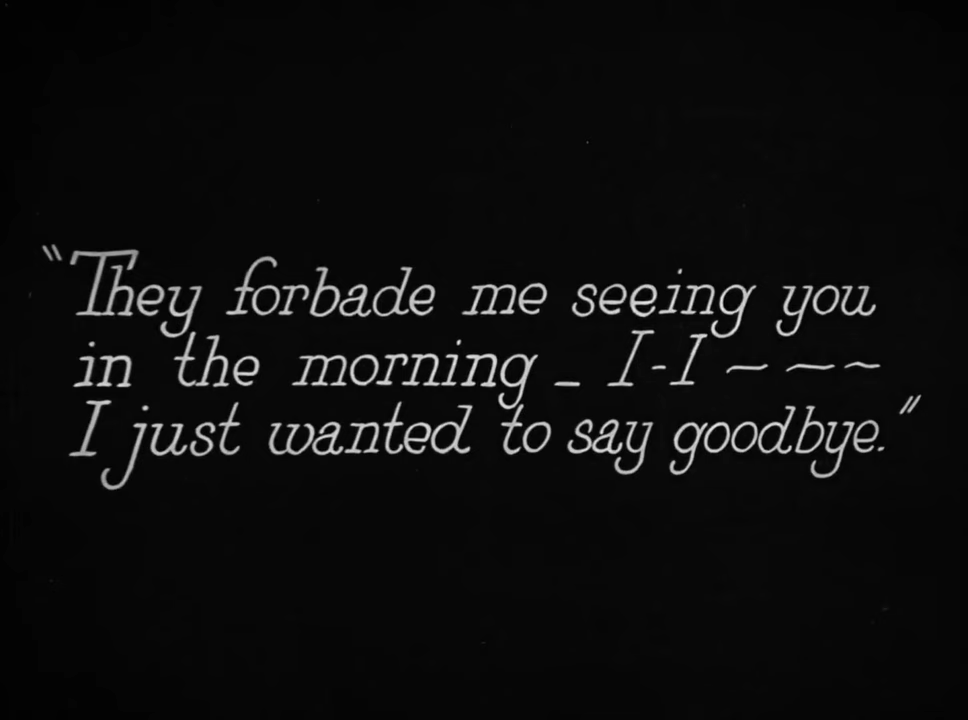 "They forbade me seeing you
in the morning – I-I ~ ~ ~
I just wanted to say goodbye."